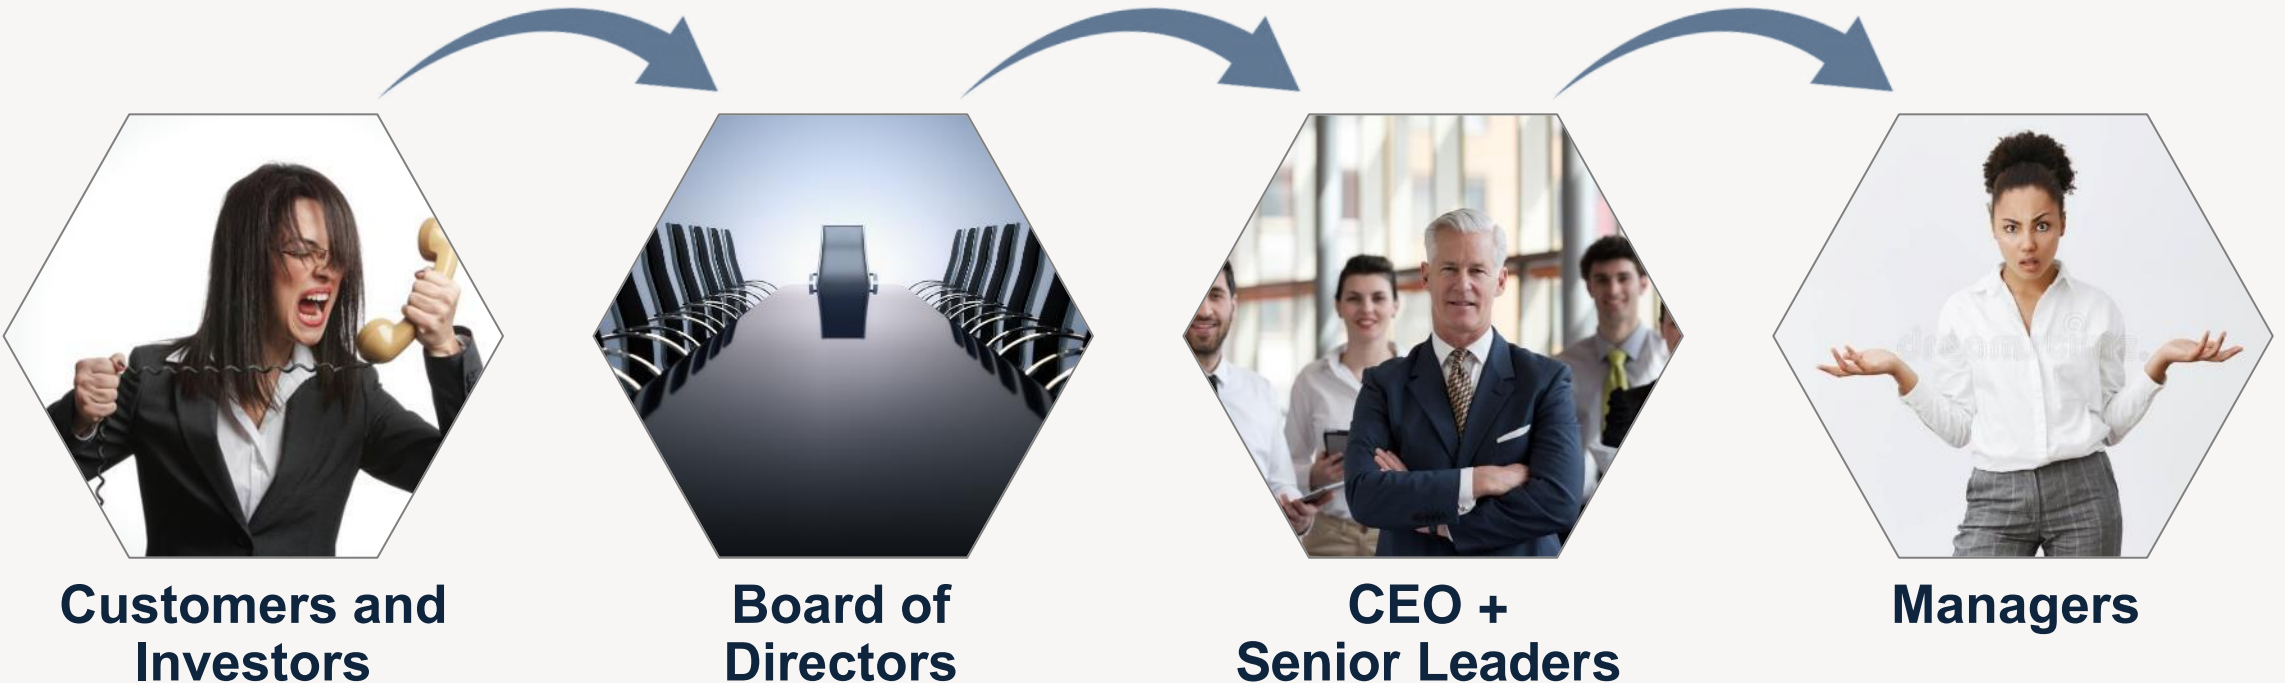 Customers and
Investors
Board of
Directors
CEO +
Senior Leaders
Managers